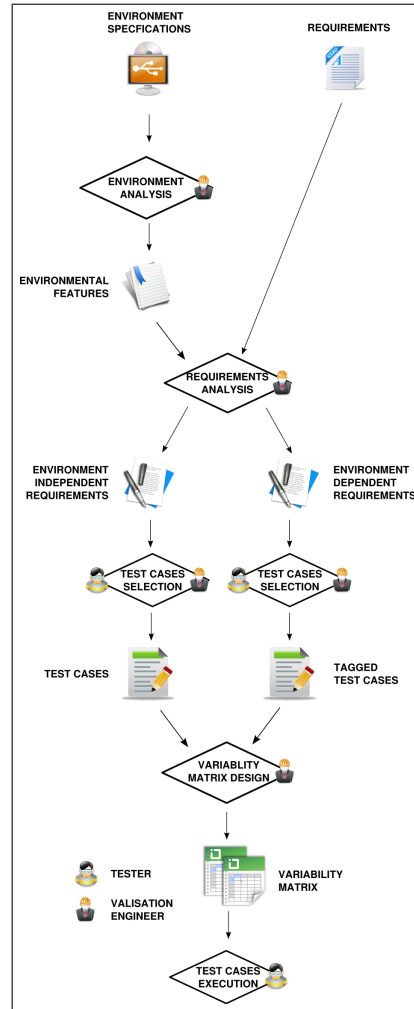 ENVIRONMENT
SPECFICATIONS
REQUIREMENTS
READ
A
ENVIRONMENT
ANALYSIS
ENVIRONMENTAL
FEATURES
REQUIREMENTS
ANALYSIS
ENVIRONMENT
INDEPENDENT
REQUIREMENTS
ENVIRONMENT
DEPENDENT
REQUIREMENTS
TEST CASES
SELECTION
TEST CASES
SELECTION
TEST CASES
TAGGED
TEST CASES
VARIABLITY
MATRIX DESIGN
VARIABILITY
MATRIX
TESTER
VALISATION
ENGINEER
TEST CASES
EXECUTION